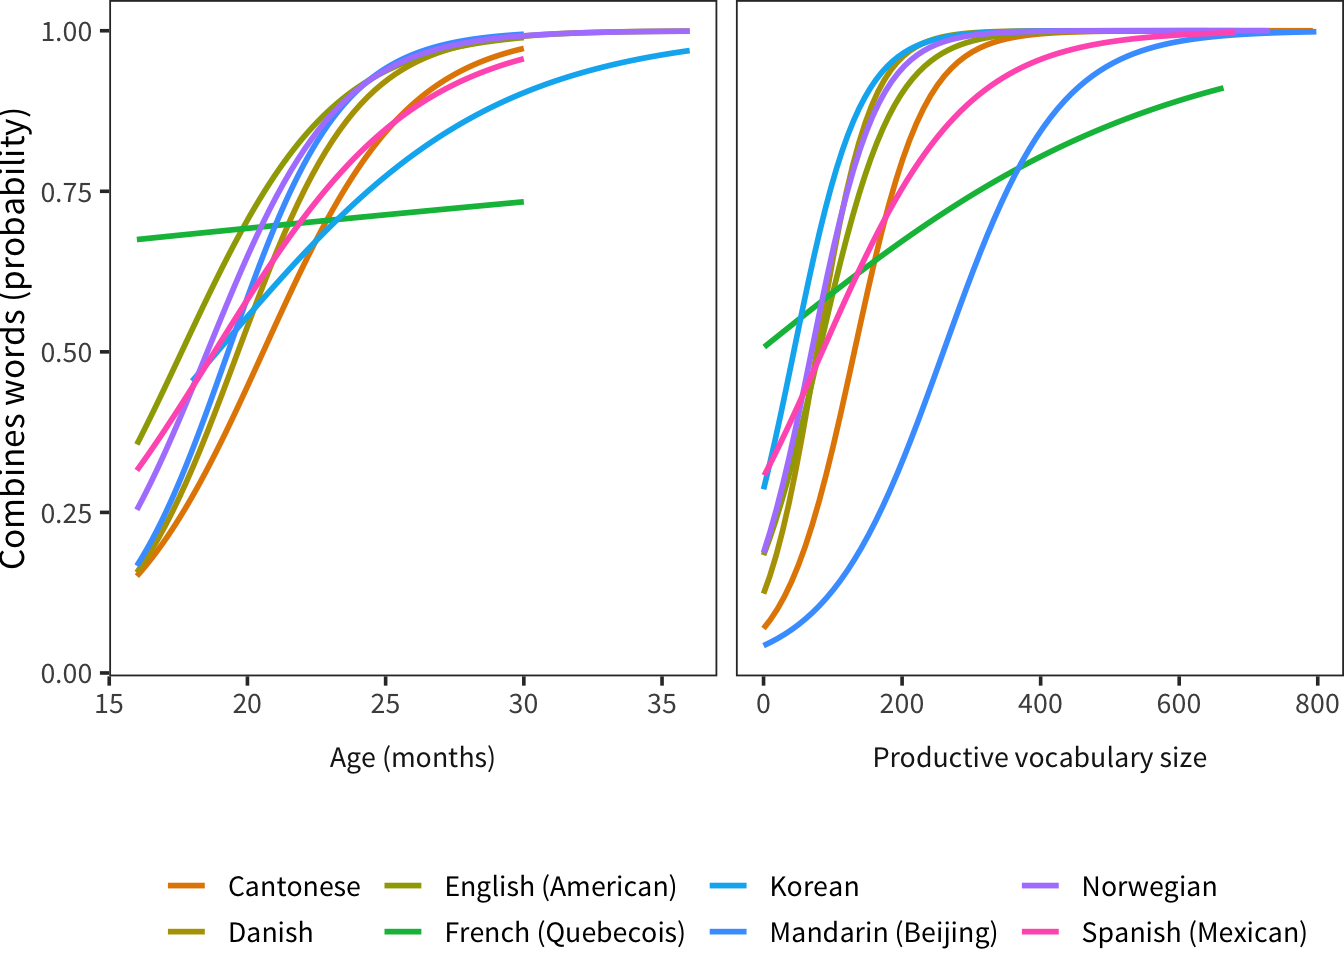 Combines words (probability)
1.00
0.75
0.50
0.25
0.00
15 20 25 30 35
0 200 400 600 800
Age (months)
Productive vocabulary size
Cantonese English (American) Korean Norwegian
Danish French (Quebecois) Mandarin (Beijing) Spanish (Mexican)